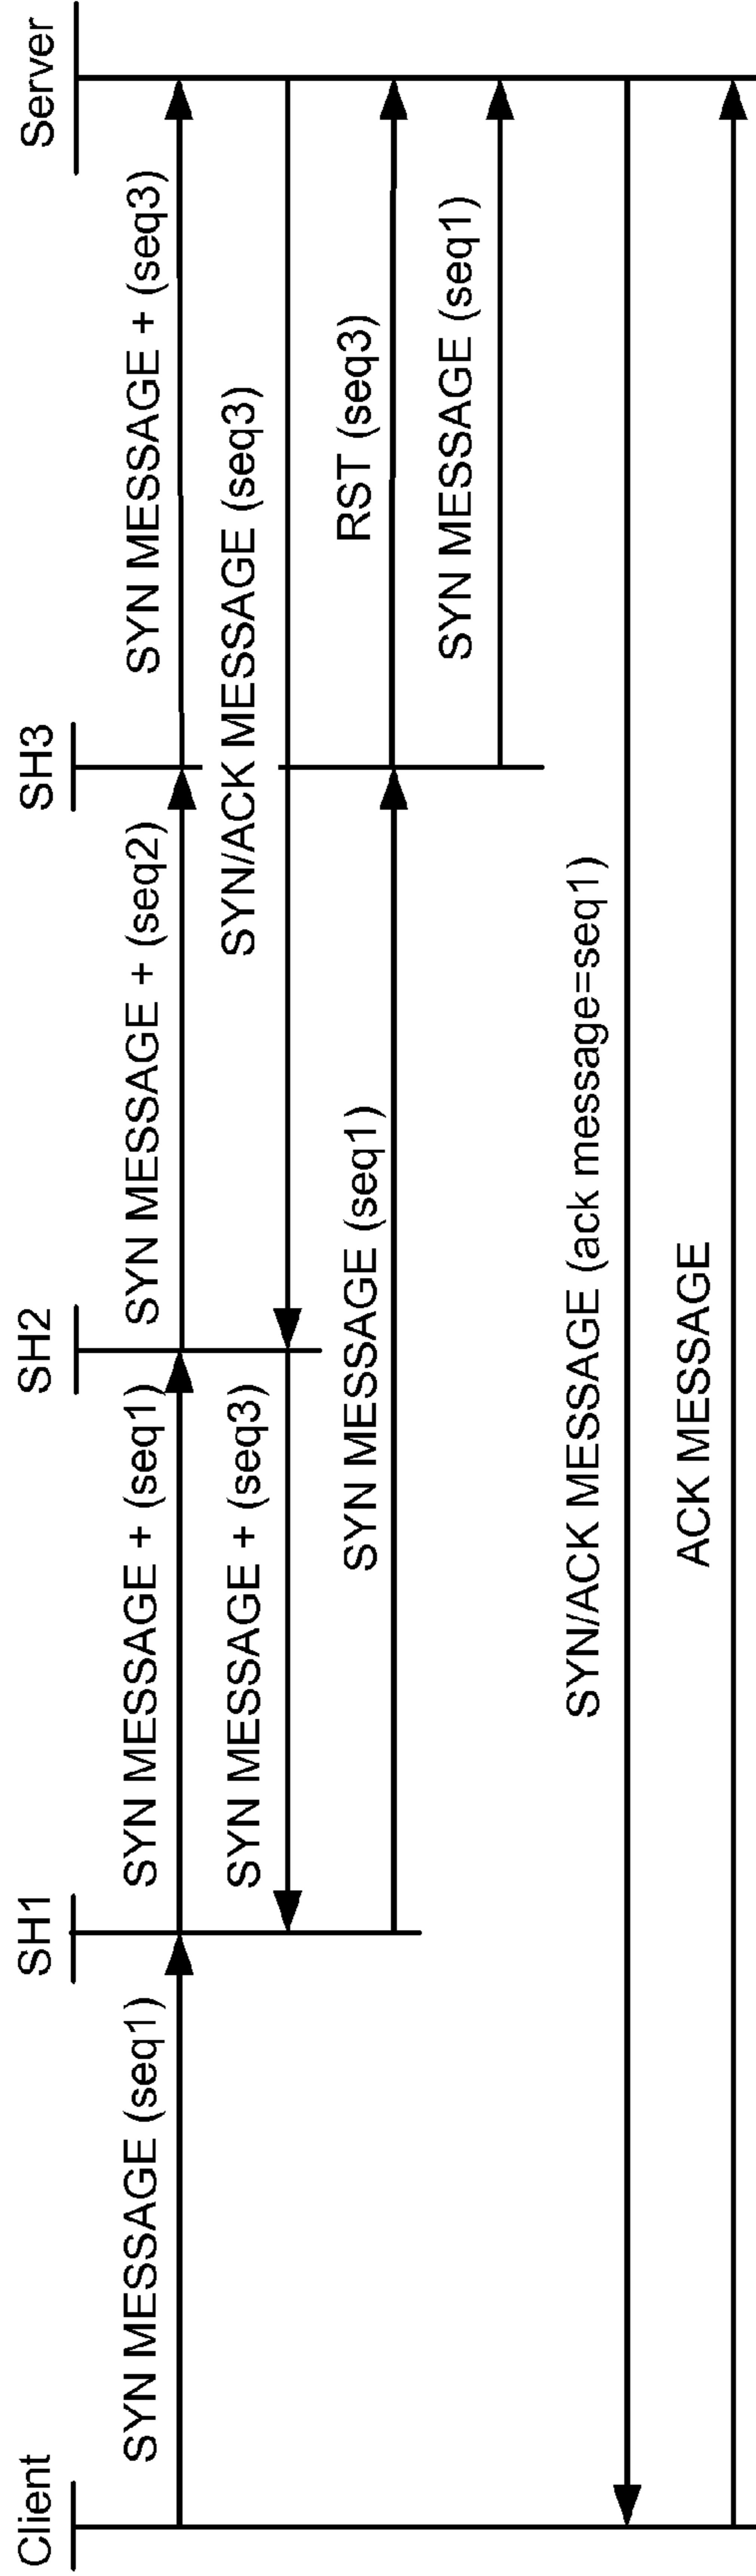 Client
SH1
SH2
SH3
Server
SYN MESSAGE (seq1)
SYN MESSAGE + (seq1)
SYN MESSAGE + (seq2)
SYN MESSAGE + (seq3)
SYN MESSAGE + (seq3)
SYN/ACK MESSAGE (seq3)
SYN MESSAGE (seq1)
RST (seq3)
SYN MESSAGE (seq1)
SYN/ACK MESSAGE (ack message=seq1)
ACK MESSAGE